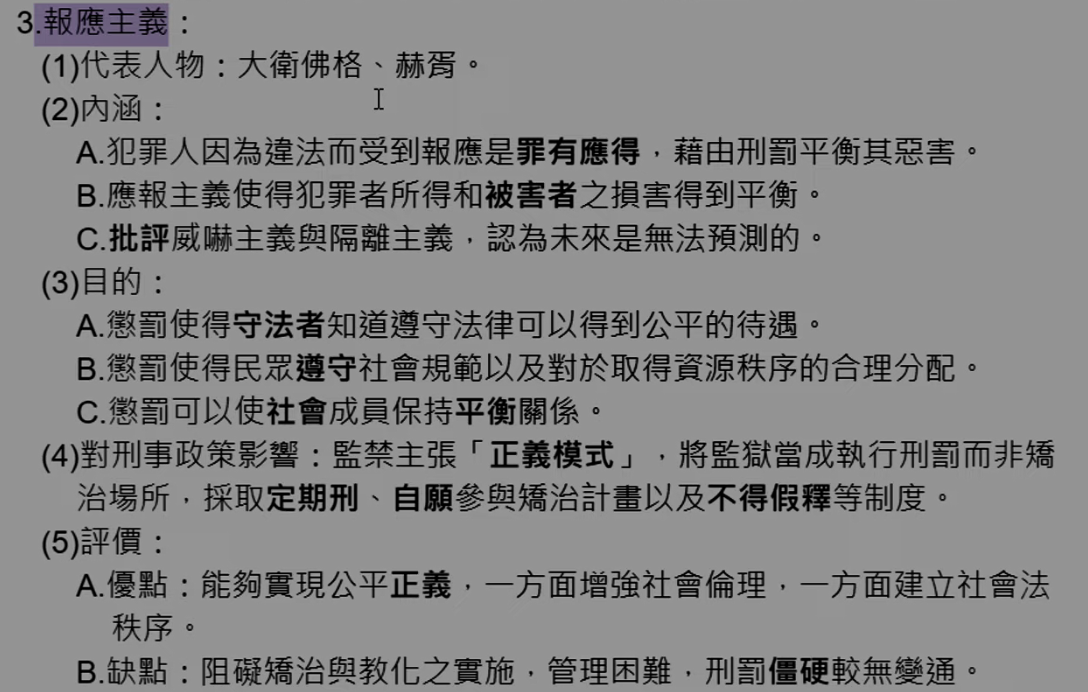 3.報應主義：
(1)代表人物：大衛佛格、赫胥。
(2)內涵：
A.犯罪人因為違法而受到報應是罪有應得，藉由刑罰平衡其惡害。
B.應報主義使得犯罪者所得和被害者之損害得到平衡。
C.批評威嚇主義與隔離主義，認為未來是無法預測的。
(3)目的：
A.懲罰使得守法者知道遵守法律可以得到公平的待遇。
B.懲罰使得民眾遵守社會規範以及對於取得資源秩序的合理分配。
C.懲罰可以使社會成員保持平衡關係。
(4)對刑事政策影響：監禁主張「正義模式」，將監獄當成執行刑罰而非矯
治場所，採取定期刑、自願參與矯治計畫以及不得假釋等制度。
(5)評價：
A.優點：能夠實現公平正義，一方面增強社會倫理，一方面建立社會法
秩序。
B.缺點：阻礙矯治與教化之實施，管理困難，刑罰僵硬較無變通。